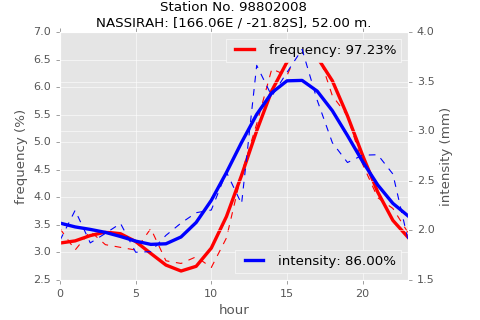 Station No. 98802008
NASSIRAH: [166.06E / -21.82S], 52.00 m.
frequency: 97.23%
intensity: 86.00%
frequency (%)
7.0
6.5
6.0
5.5
5.0
4.5
4.0
3.5
3.0
2.5
intensity (mm)
4.0
3.5
3.0
2.5
2.0
1.5
0 5 10 15 20
hour